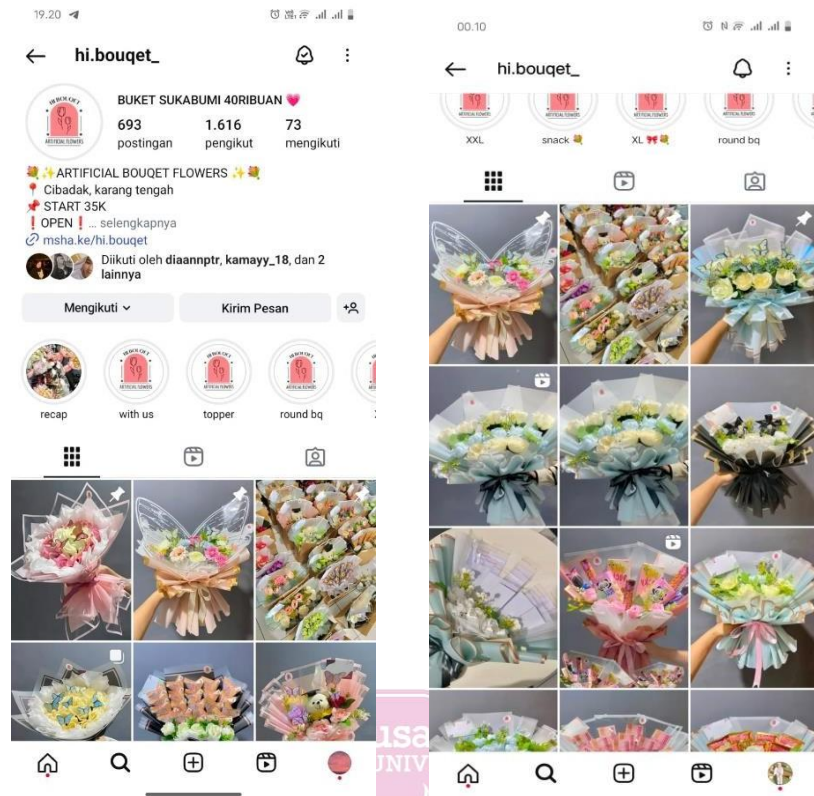 19.20
hi.bouqet_
BUKET SUKABUMI 40RIBUAN 💗
693 1.616 73
postingan pengikut mengikuti
💐✨ARTIFICIAL BOUQET FLOWERS ✨💐
📍 Cibadak, karang tengah
📌 START 35K
❗OPEN❗... selengkapnya
msha.ke/hi.bouqet
Diikuti oleh diaannptr, kamayy_18, dan 2
lainnya
Mengikuti Kirim Pesan
recap with us topper round bq
00.10
hi.bouqet_
XXL snack 💐 XL 🎀💐 round bq
usa
UNIV